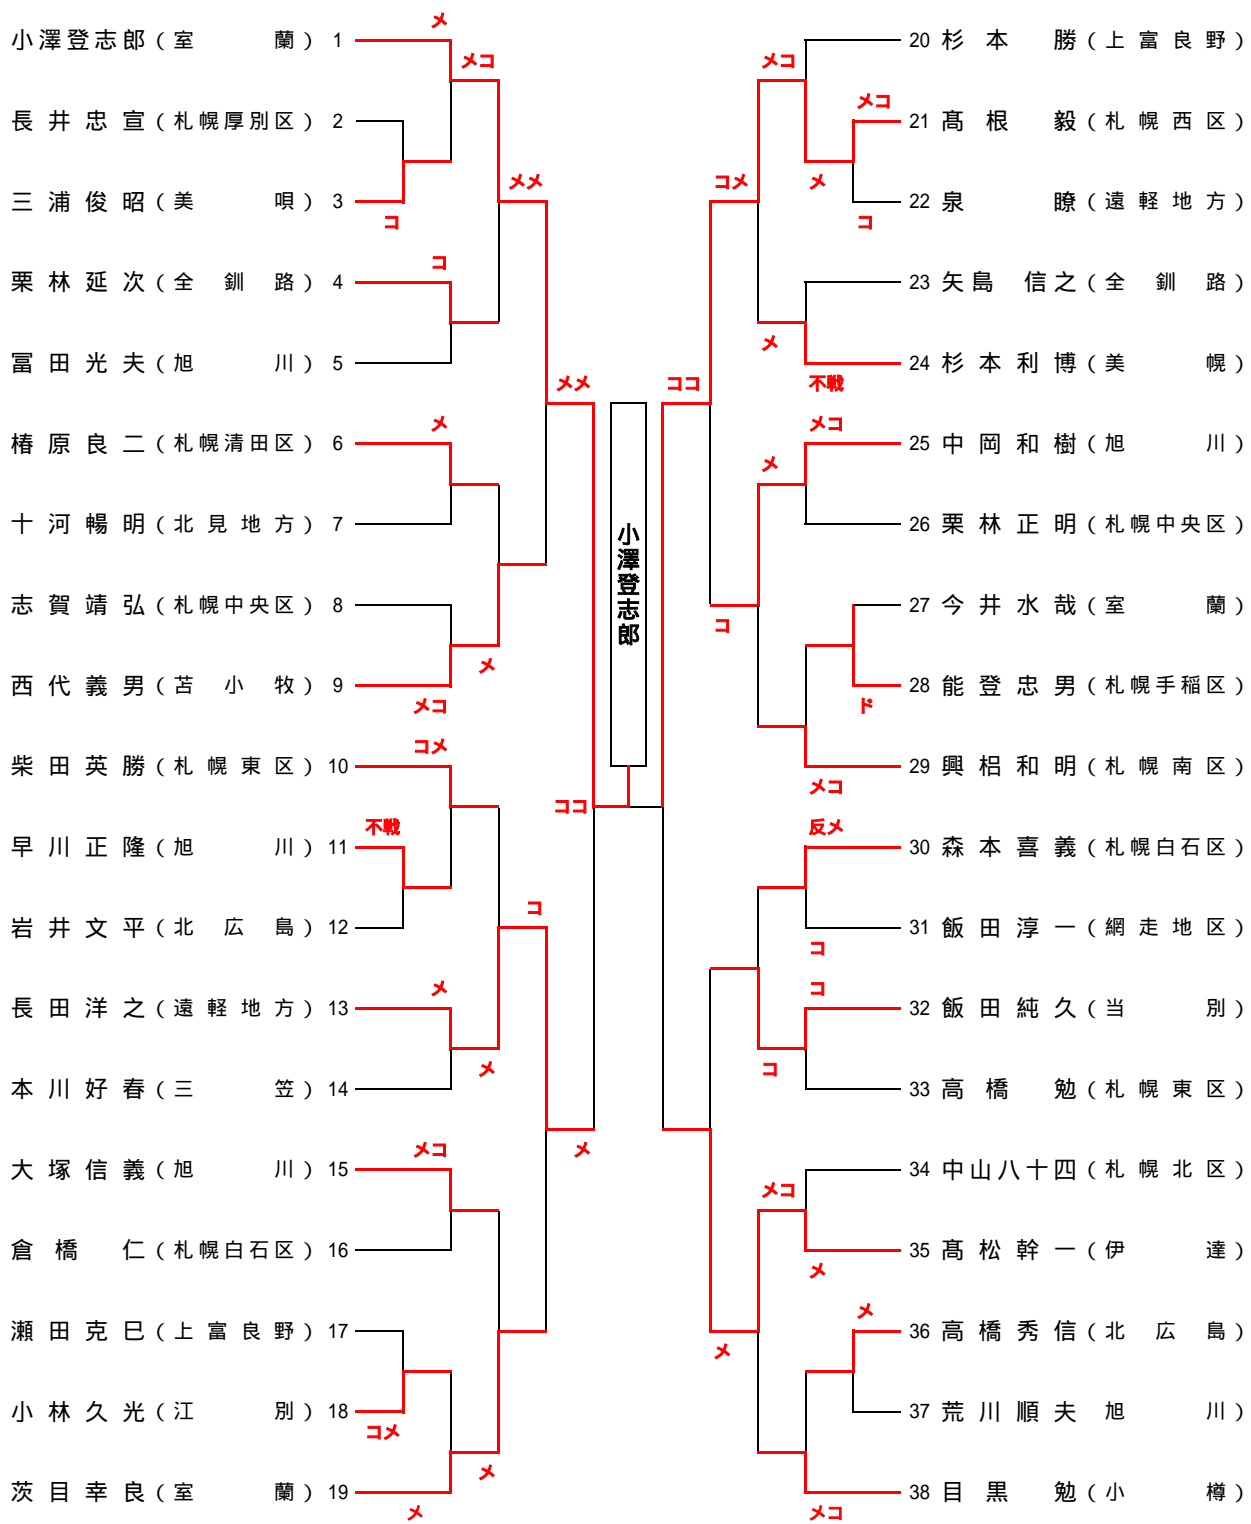 小澤登志郎（室蘭）1
長井忠宣（札幌厚別区）2
三浦俊昭（美唄）3
栗林延次（全釧路）4
冨田光夫（旭川）5
椿原良二（札幌清田区）6
十河暢明（北見地方）7
志賀靖弘（札幌中央区）8
西代義男（苫小牧）9
柴田英勝（札幌東区）10
早川正隆（旭川）11
岩井文平（北広島）12
長田洋之（遠軽地方）13
本川好春（三笠）14
大塚信義（旭川）15
倉橋仁（札幌白石区）16
瀬田克巳（上富良野）17
小林久光（江別）18
茨目幸良（室蘭）19
メ
メコ
コ
メメ
コ
メメ
メ
メ
メコ
コメ
ココ
不戦
コ
メ
メ
メ
メコ
コメ
メ
メ
小澤登志郎
20 杉本勝（上富良野）
21 髙根毅（札幌西区）
22 泉瞭（遠軽地方）
23 矢島信之（全釧路）
24 杉本利博（美幌）
25 中岡和樹（旭川）
26 栗林正明（札幌中央区）
27 今井水哉（室蘭）
28 能登忠男（札幌手稲区）
29 興梠和明（札幌南区）
30 森本喜義（札幌白石区）
31 飯田淳一（網走地区）
32 飯田純久（当別）
33 高橋勉（札幌東区）
34 中山八十四（札幌北区）
35 髙松幹一（伊達）
36 高橋秀信（北広島）
37 荒川順夫 旭川）
38 目黒勉（小樽）
メコ
メコ
コメ
メ
コ
メ
不戦
ココ
メコ
メ
コ
ド
メコ
反メ
コ
コ
コ
メコ
メ
メ
メ
メコ